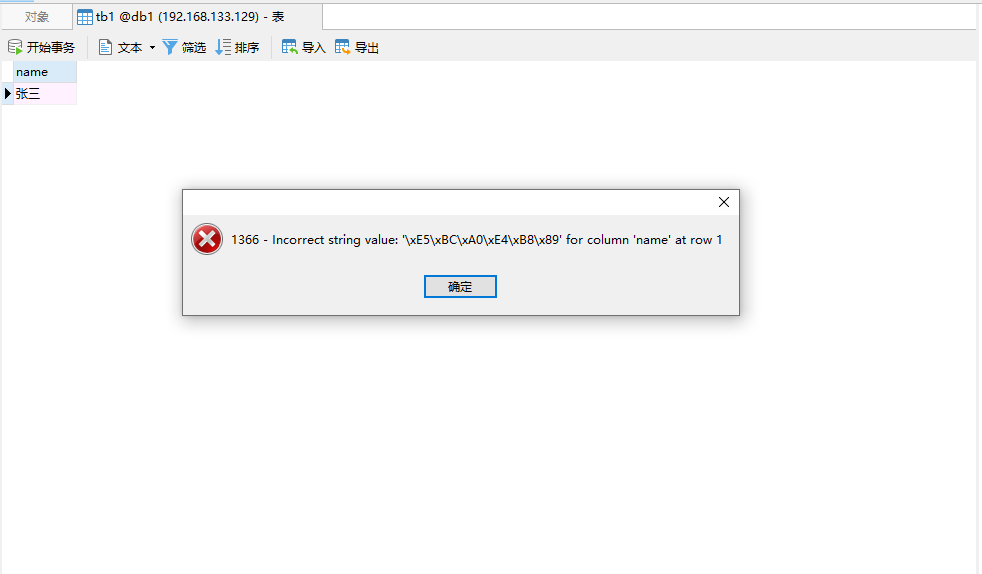 对象 tb1 @db1 (192.168.133.129) - 表
开始事务 文本 筛选 排序 导入 导出
name
张三
1366 - Incorrect string value: '\xE5\xBC\xA0\xE4\xB8\x89' for column 'name' at row 1
确定